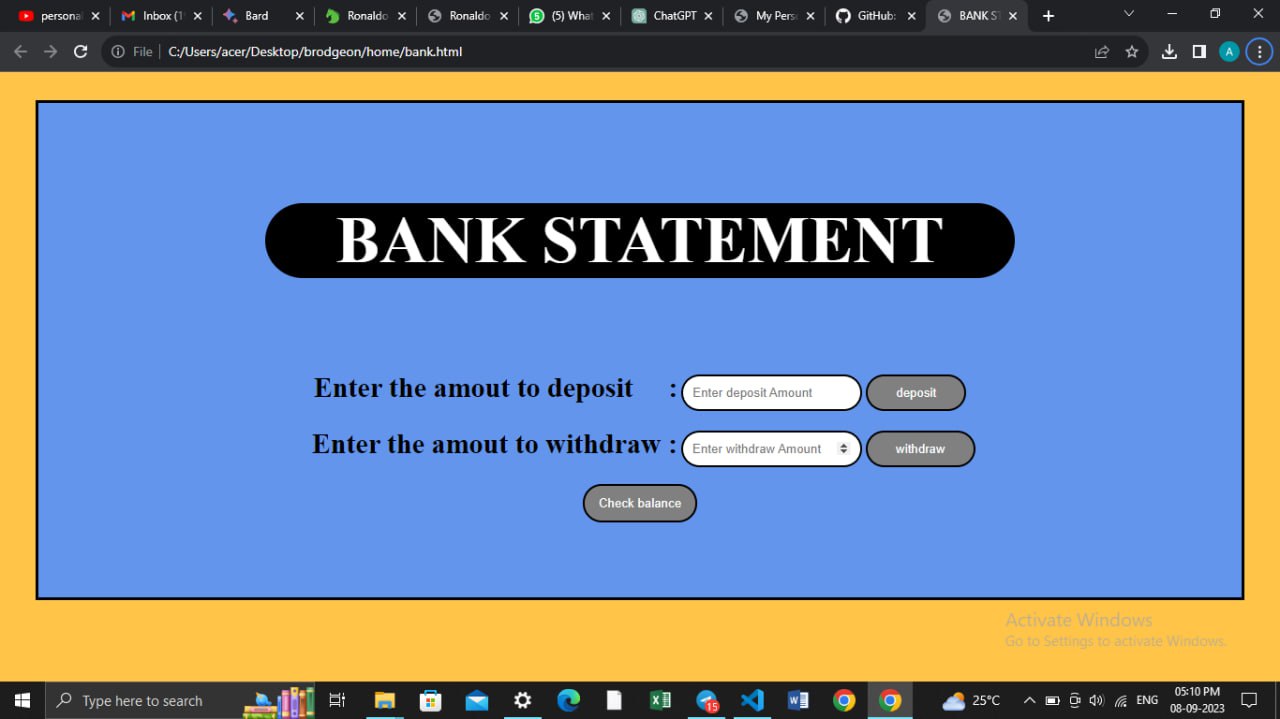 personal
Inbox (1
Bard
Ronaldo
Ronaldo
(5) What
ChatGPT
My Pers
GitHub:
BANK ST
File
C:/Users/acer/Desktop/brodgeon/home/bank.html
A
BANK STATEMENT
Enter the amout to deposit : Enter deposit Amount deposit
Enter the amout to withdraw : Enter withdraw Amount withdraw
Check balance
Activate Windows
Go to Settings to activate Windows.
Type here to search
15
25°C
ENG
05:10 PM
08-09-2023